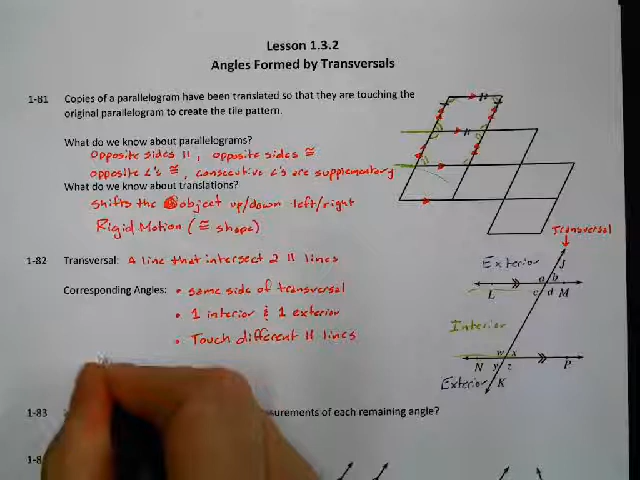 Lesson 1.3.2
Angles Formed by Transversals
1-81 Copies of a parallelogram have been translated so that they are touching the
original parallelogram to create the tile pattern.
What do we know about parallelograms?
opposite sides ||, opposite sides ≅
opposite ∠'s ≅, consecutive ∠'s are supplementary
What do we know about translations?
shifts the object up/down left/right
Rigid Motion (≅ shape)
1-82 Transversal: A line that intersect 2 || lines
Corresponding Angles: • same side of transversal
• 1 interior & 1 exterior
• Touch different || lines
Transversal
Exterior J
a b
L c d M
Interior
w x
N y z P
Exterior K
1-83 surements of each remaining angle?
1-8